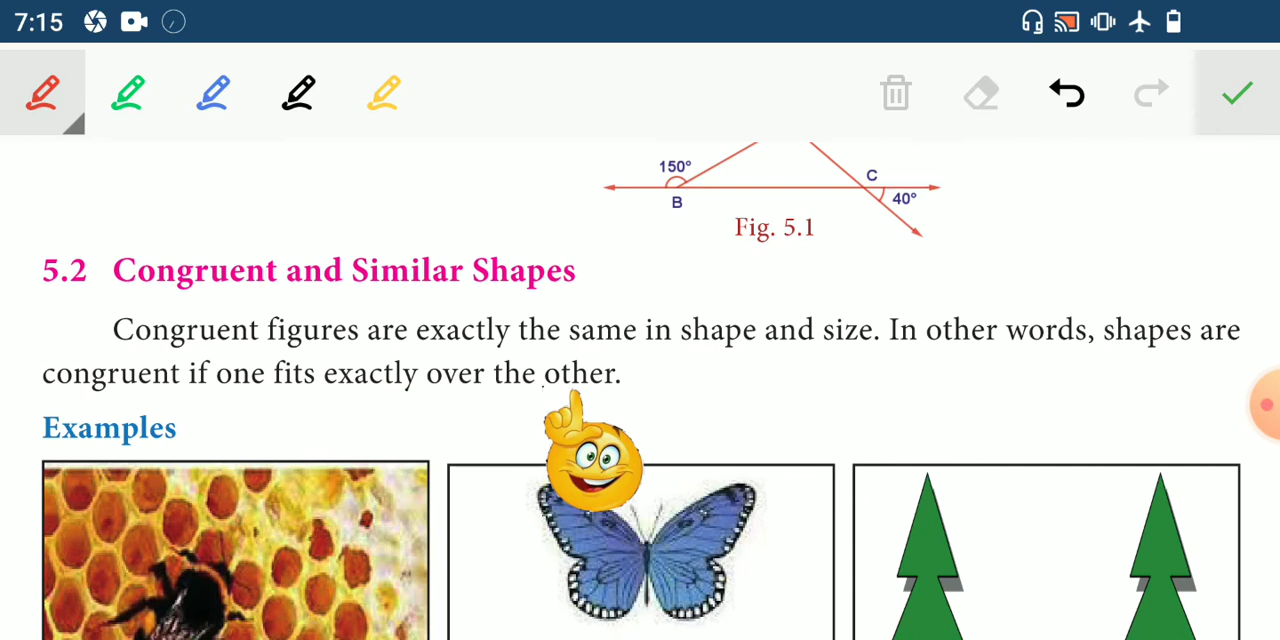 7:15
150°
C
B
40°
Fig. 5.1
5.2 Congruent and Similar Shapes
Congruent figures are exactly the same in shape and size. In other words, shapes are
congruent if one fits exactly over the other.
Examples